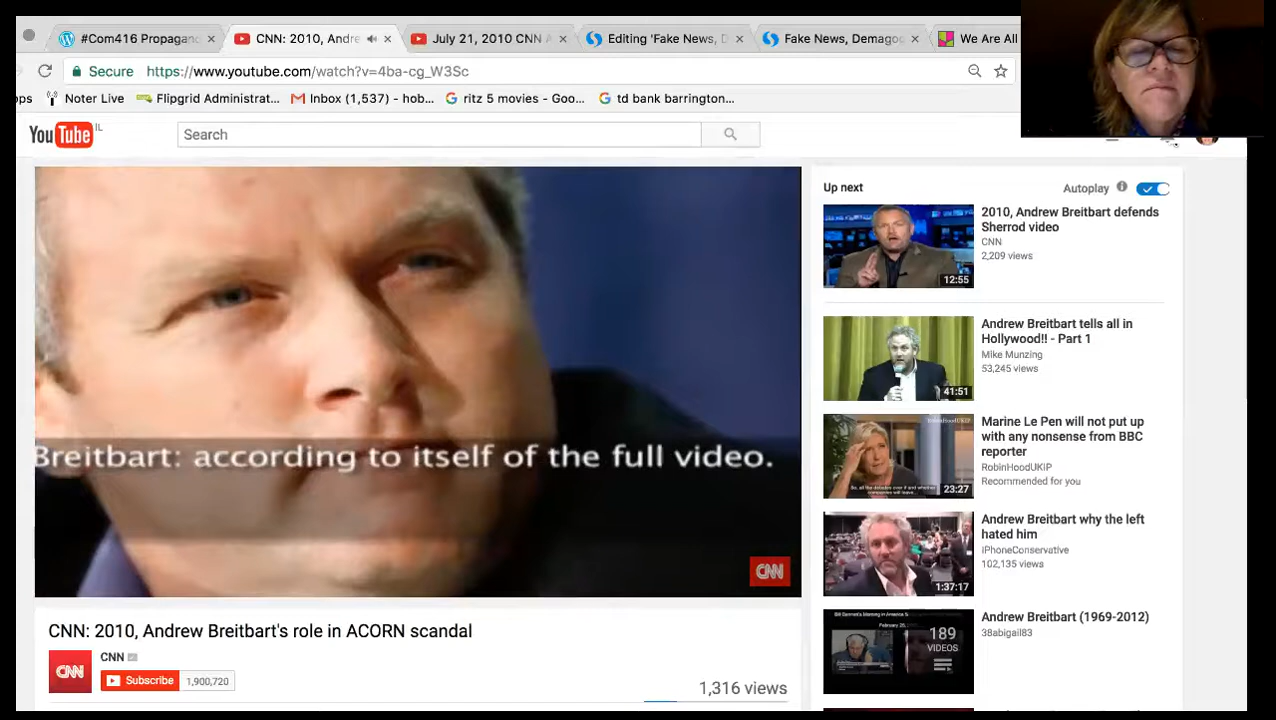 #Com416 Propagan
CNN: 2010, Andre
July 21, 2010 CNN A
Editing 'Fake News, D
Fake News, Demagog
We Are All
Secure https://www.youtube.com/watch?v=4ba-cg_W3Sc
ops Noter Live Flipgrid Administrat... Inbox (1,537) - hob... ritz 5 movies - Goo... td bank barrington...
YouTube IL
Search
Breitbart, according to itself of the full video.
CNN
CNN: 2010, Andrew Breitbart's role in ACORN scandal
CNN
CNN
Subscribe 1,900,720
1,316 views
Up next
Autoplay
2010, Andrew Breitbart defends
Sherrod video
CNN
2,209 views
12:55
Andrew Breitbart tells all in
Hollywood!! - Part 1
Mike Munzing
53,245 views
41:51
Marine Le Pen will not put up
with any nonsense from BBC
reporter
RobinHoodUKIP
Recommended for you
RobinHoodUKIP
23:27
Andrew Breitbart why the left
hated him
iPhoneConservative
102,135 views
1:37:17
Andrew Breitbart (1969-2012)
38abigail83
189
VIDEOS